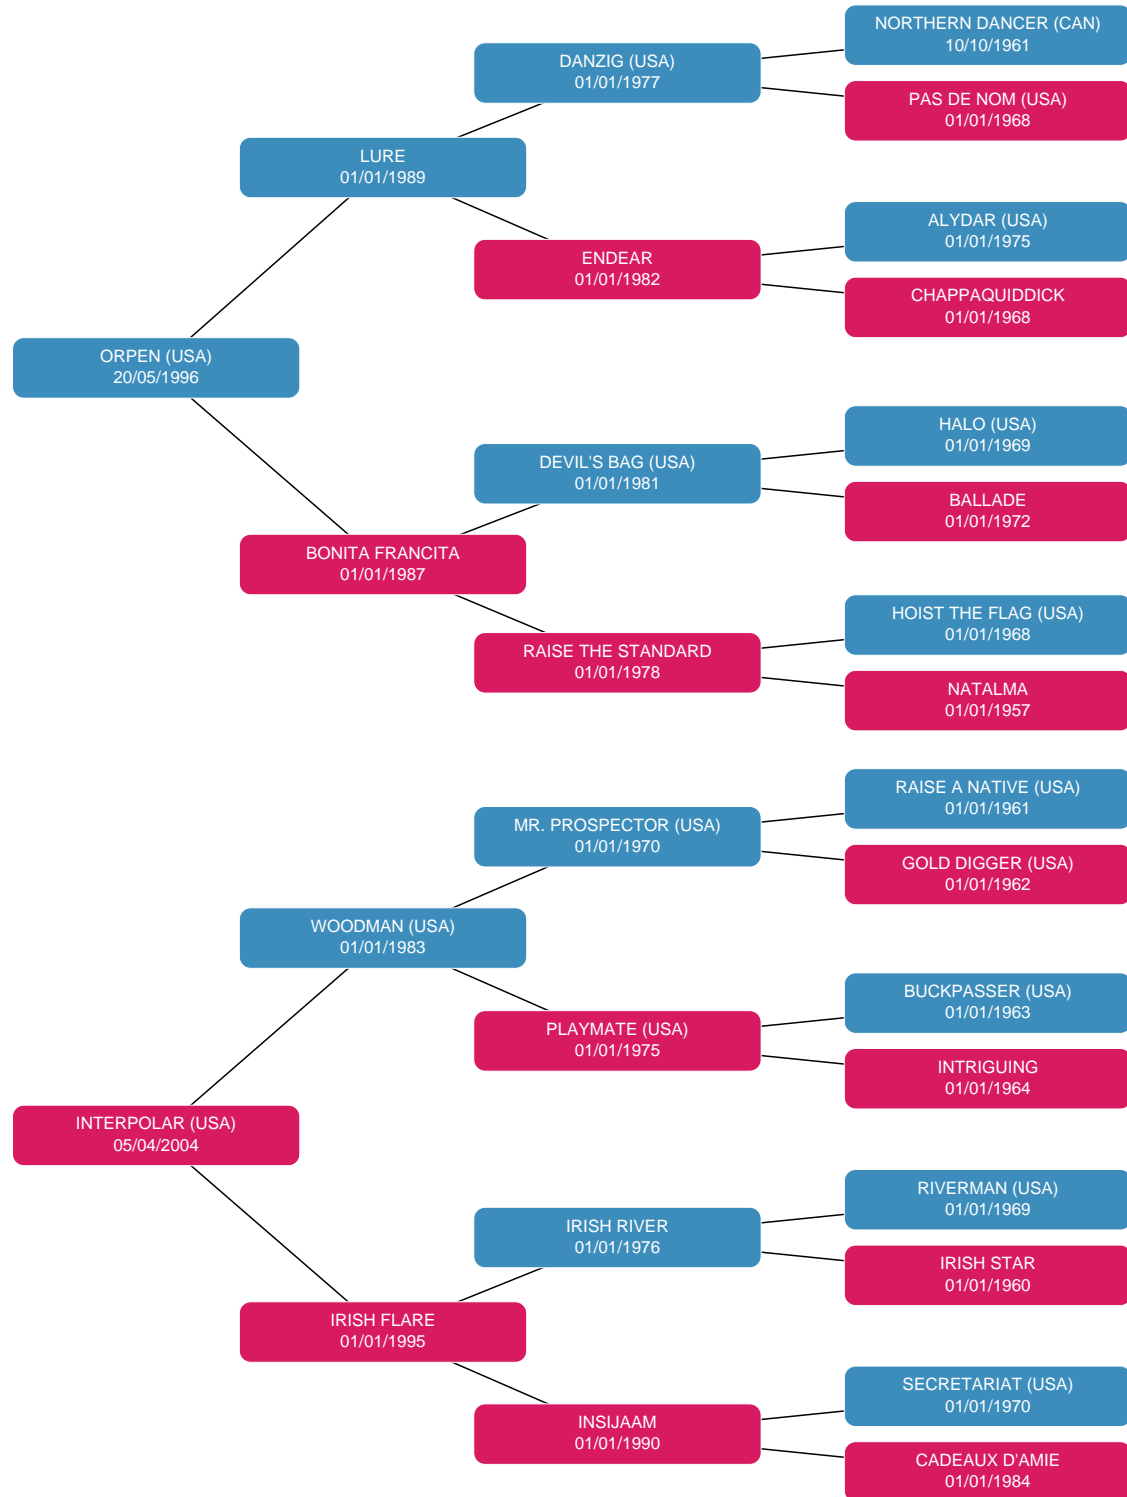 NORTHERN DANCER (CAN)
10/10/1961
DANZIG (USA)
01/01/1977
PAS DE NOM (USA)
01/01/1968
LURE
01/01/1989
ALYDAR (USA)
01/01/1975
ENDEAR
01/01/1982
CHAPPAQUIDDICK
01/01/1968
ORPEN (USA)
20/05/1996
HALO (USA)
01/01/1969
DEVIL'S BAG (USA)
01/01/1981
BALLADE
01/01/1972
BONITA FRANCITA
01/01/1987
HOIST THE FLAG (USA)
01/01/1968
RAISE THE STANDARD
01/01/1978
NATALMA
01/01/1957
RAISE A NATIVE (USA)
01/01/1961
MR. PROSPECTOR (USA)
01/01/1970
GOLD DIGGER (USA)
01/01/1962
WOODMAN (USA)
01/01/1983
BUCKPASSER (USA)
01/01/1963
PLAYMATE (USA)
01/01/1975
INTRIGUING
01/01/1964
INTERPOLAR (USA)
05/04/2004
RIVERMAN (USA)
01/01/1969
IRISH RIVER
01/01/1976
IRISH STAR
01/01/1960
IRISH FLARE
01/01/1995
SECRETARIAT (USA)
01/01/1970
INSIJAAM
01/01/1990
CADEAUX D'AMIE
01/01/1984